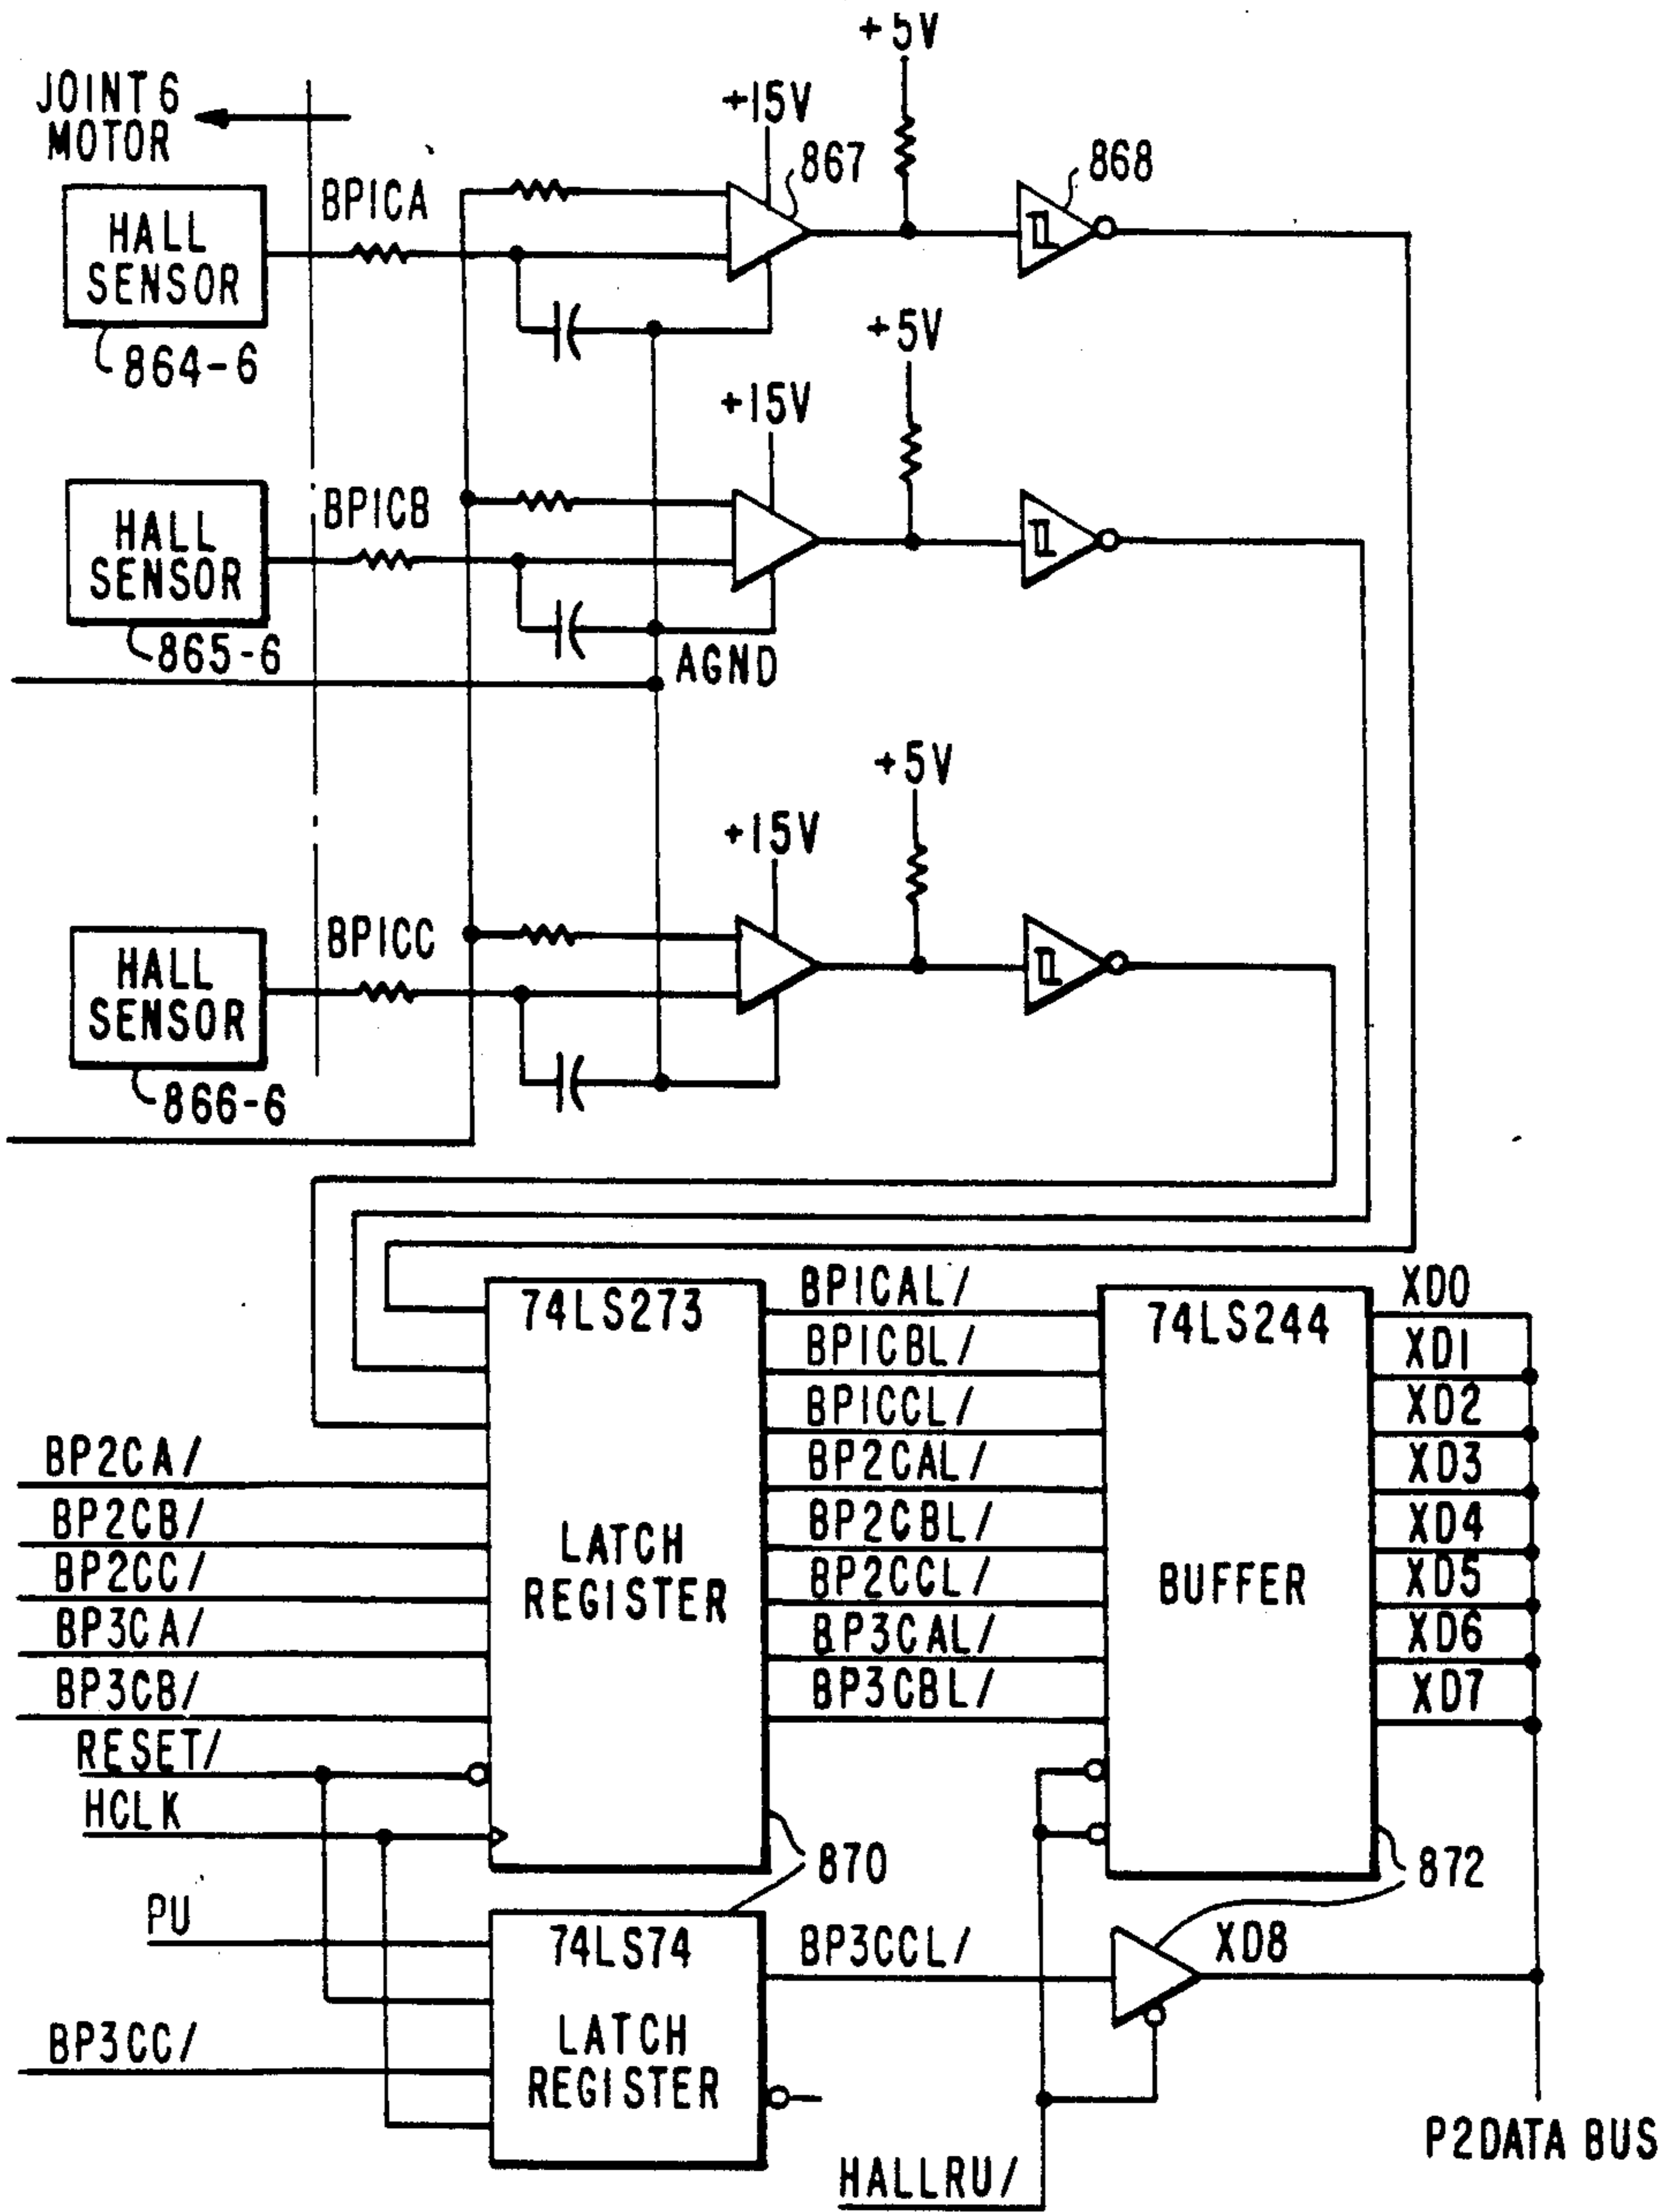 +5V
JOINT 6
MOTOR
+15V
867
868
BP1CA
HALL
SENSOR
864-6
+5V
+15V
BP1CB
HALL
SENSOR
865-6
AGND
+5V
+15V
BP1CC
HALL
SENSOR
866-6
74LS273
BP1CAL/
74LS244
XD0
BP1CBL/
XD1
BP1CCL/
XD2
BP2CA/
BP2CAL/
XD3
BP2CB/
LATCH
REGISTER
BP2CBL/
BUFFER
XD4
BP2CC/
BP2CCL/
XD5
BP3CA/
BP3CAL/
XD6
BP3CB/
BP3CBL/
XD7
RESET/
HCLK
870
872
PU
74LS74
LATCH
REGISTER
BP3CCL/
XD8
BP3CC/
HALLRU/
P2DATA BUS